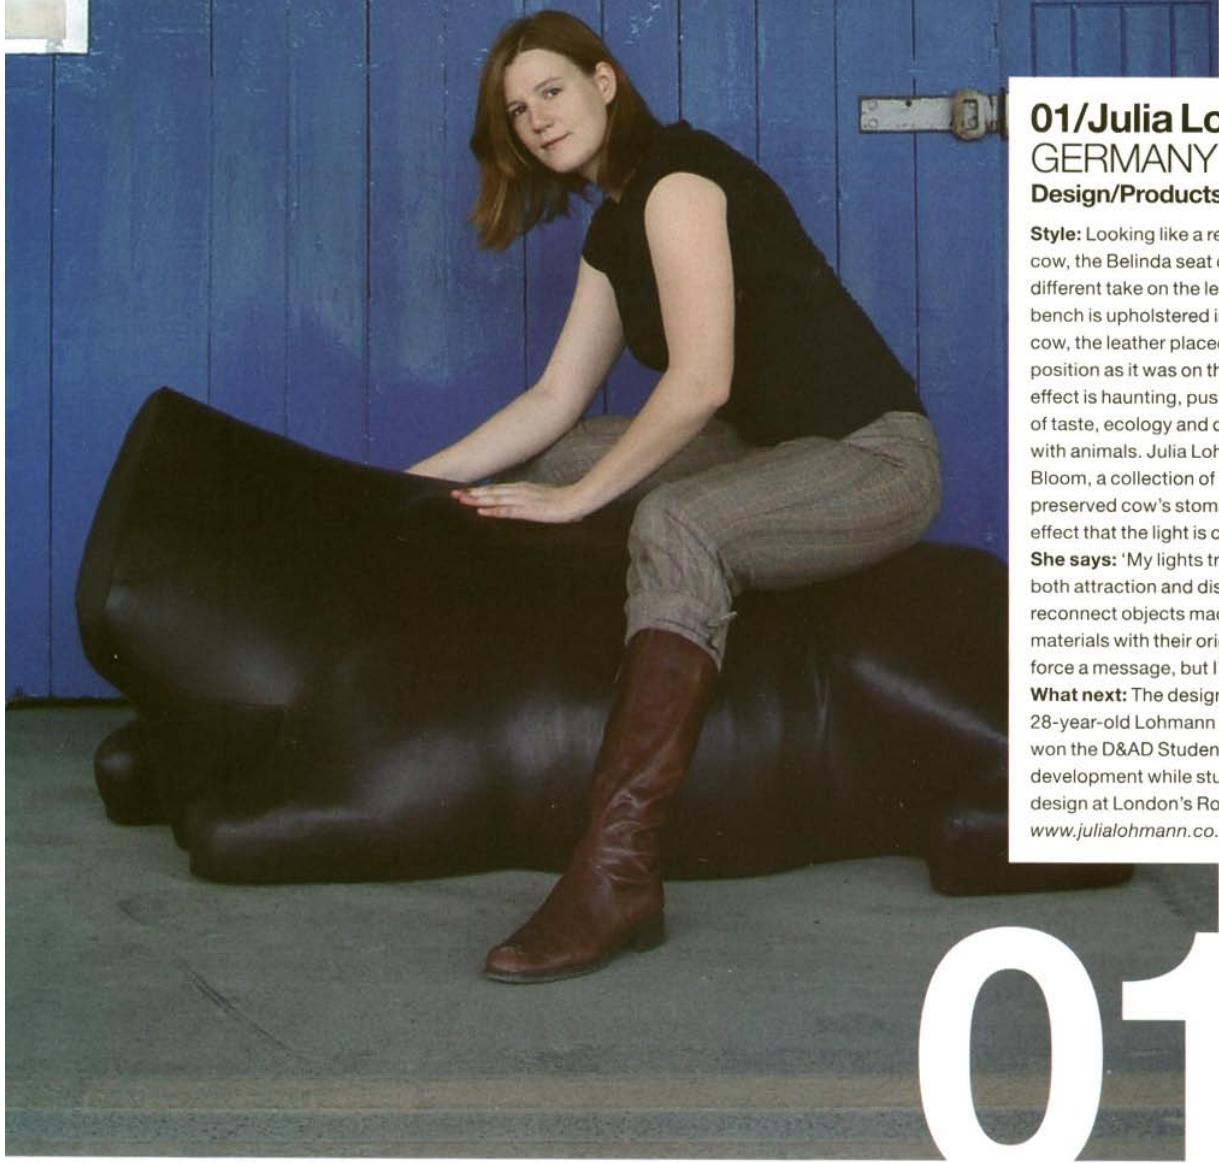 01/Julia Lo
GERMANY
Design/Products
Style: Looking like a re
cow, the Belinda seat
different take on the le
bench is upholstered i
cow, the leather place
position as it was on th
effect is haunting, pus
of taste, ecology and
with animals. Julia Loh
Bloom, a collection of
preserved cow's stom
effect that the light is
She says: 'My lights tr
both attraction and dis
reconnect objects mad
materials with their ori
force a message, but I
What next: The design
28-year-old Lohmann
won the D&AD Studen
development while stu
design at London's Ro
www.julialohmann.co.
01